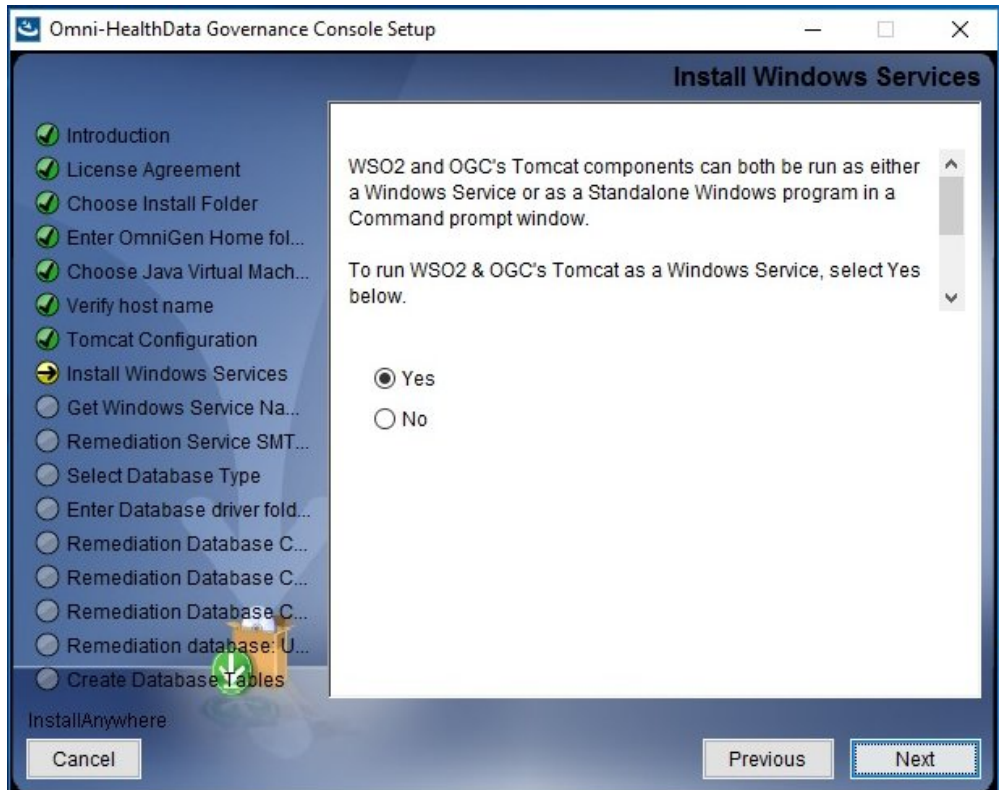 Omni-HealthData Governance Console Setup
Install Windows Services
Introduction
License Agreement
Choose Install Folder
Enter OmniGen Home fol...
Choose Java Virtual Mach...
Verify host name
Tomcat Configuration
Install Windows Services
Get Windows Service Na...
Remediation Service SMT...
Select Database Type
Enter Database driver fold...
Remediation Database C...
Remediation Database C...
Remediation Database C...
Remediation database: U...
Create Database Tables
WSO2 and OGC's Tomcat components can both be run as either
a Windows Service or as a Standalone Windows program in a
Command prompt window.
To run WSO2 & OGC's Tomcat as a Windows Service, select Yes
below.
Yes
No
InstallAnywhere
Cancel
Previous
Next